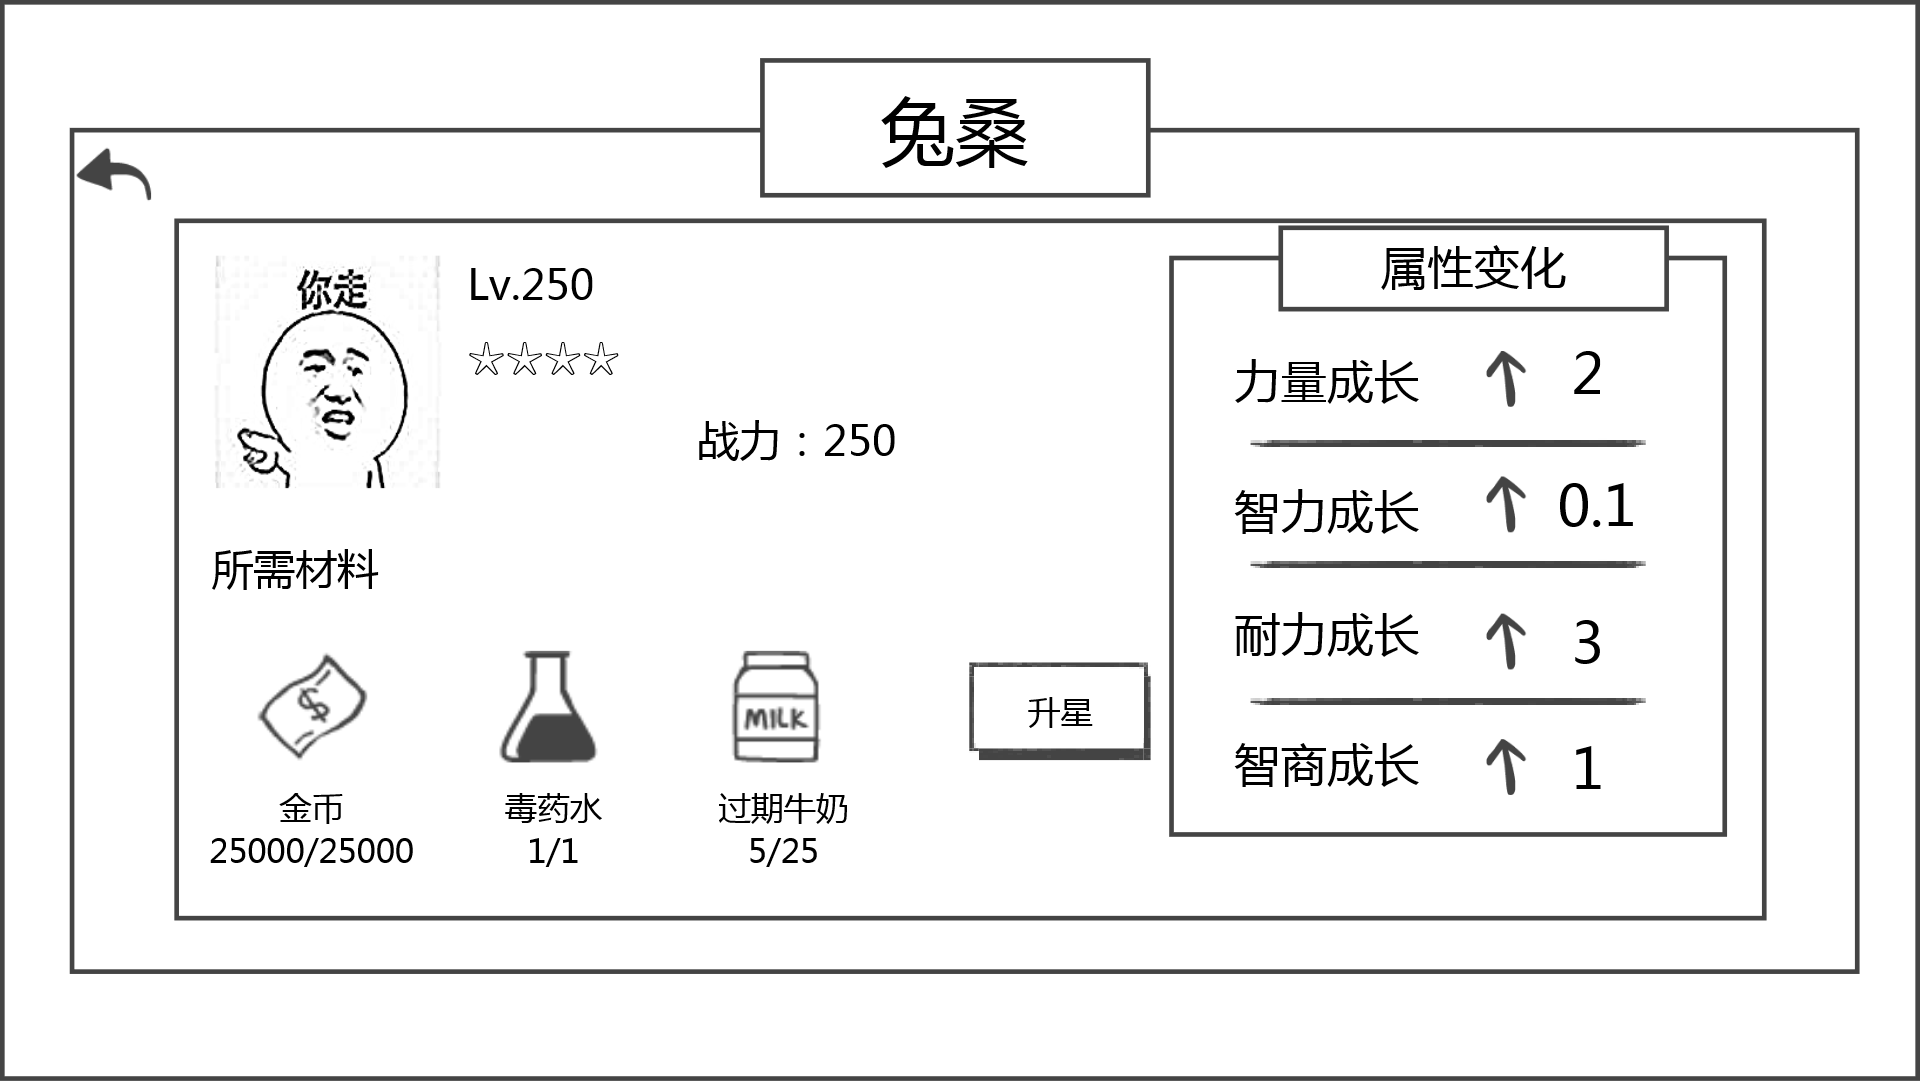 兔桑
你走
Lv.250
☆☆☆☆
战力：250
属性变化
力量成长 2
智力成长 0.1
耐力成长 3
智商成长 1
所需材料
$
MILK
升星
金币 毒药水 过期牛奶
25000/25000 1/1 5/25